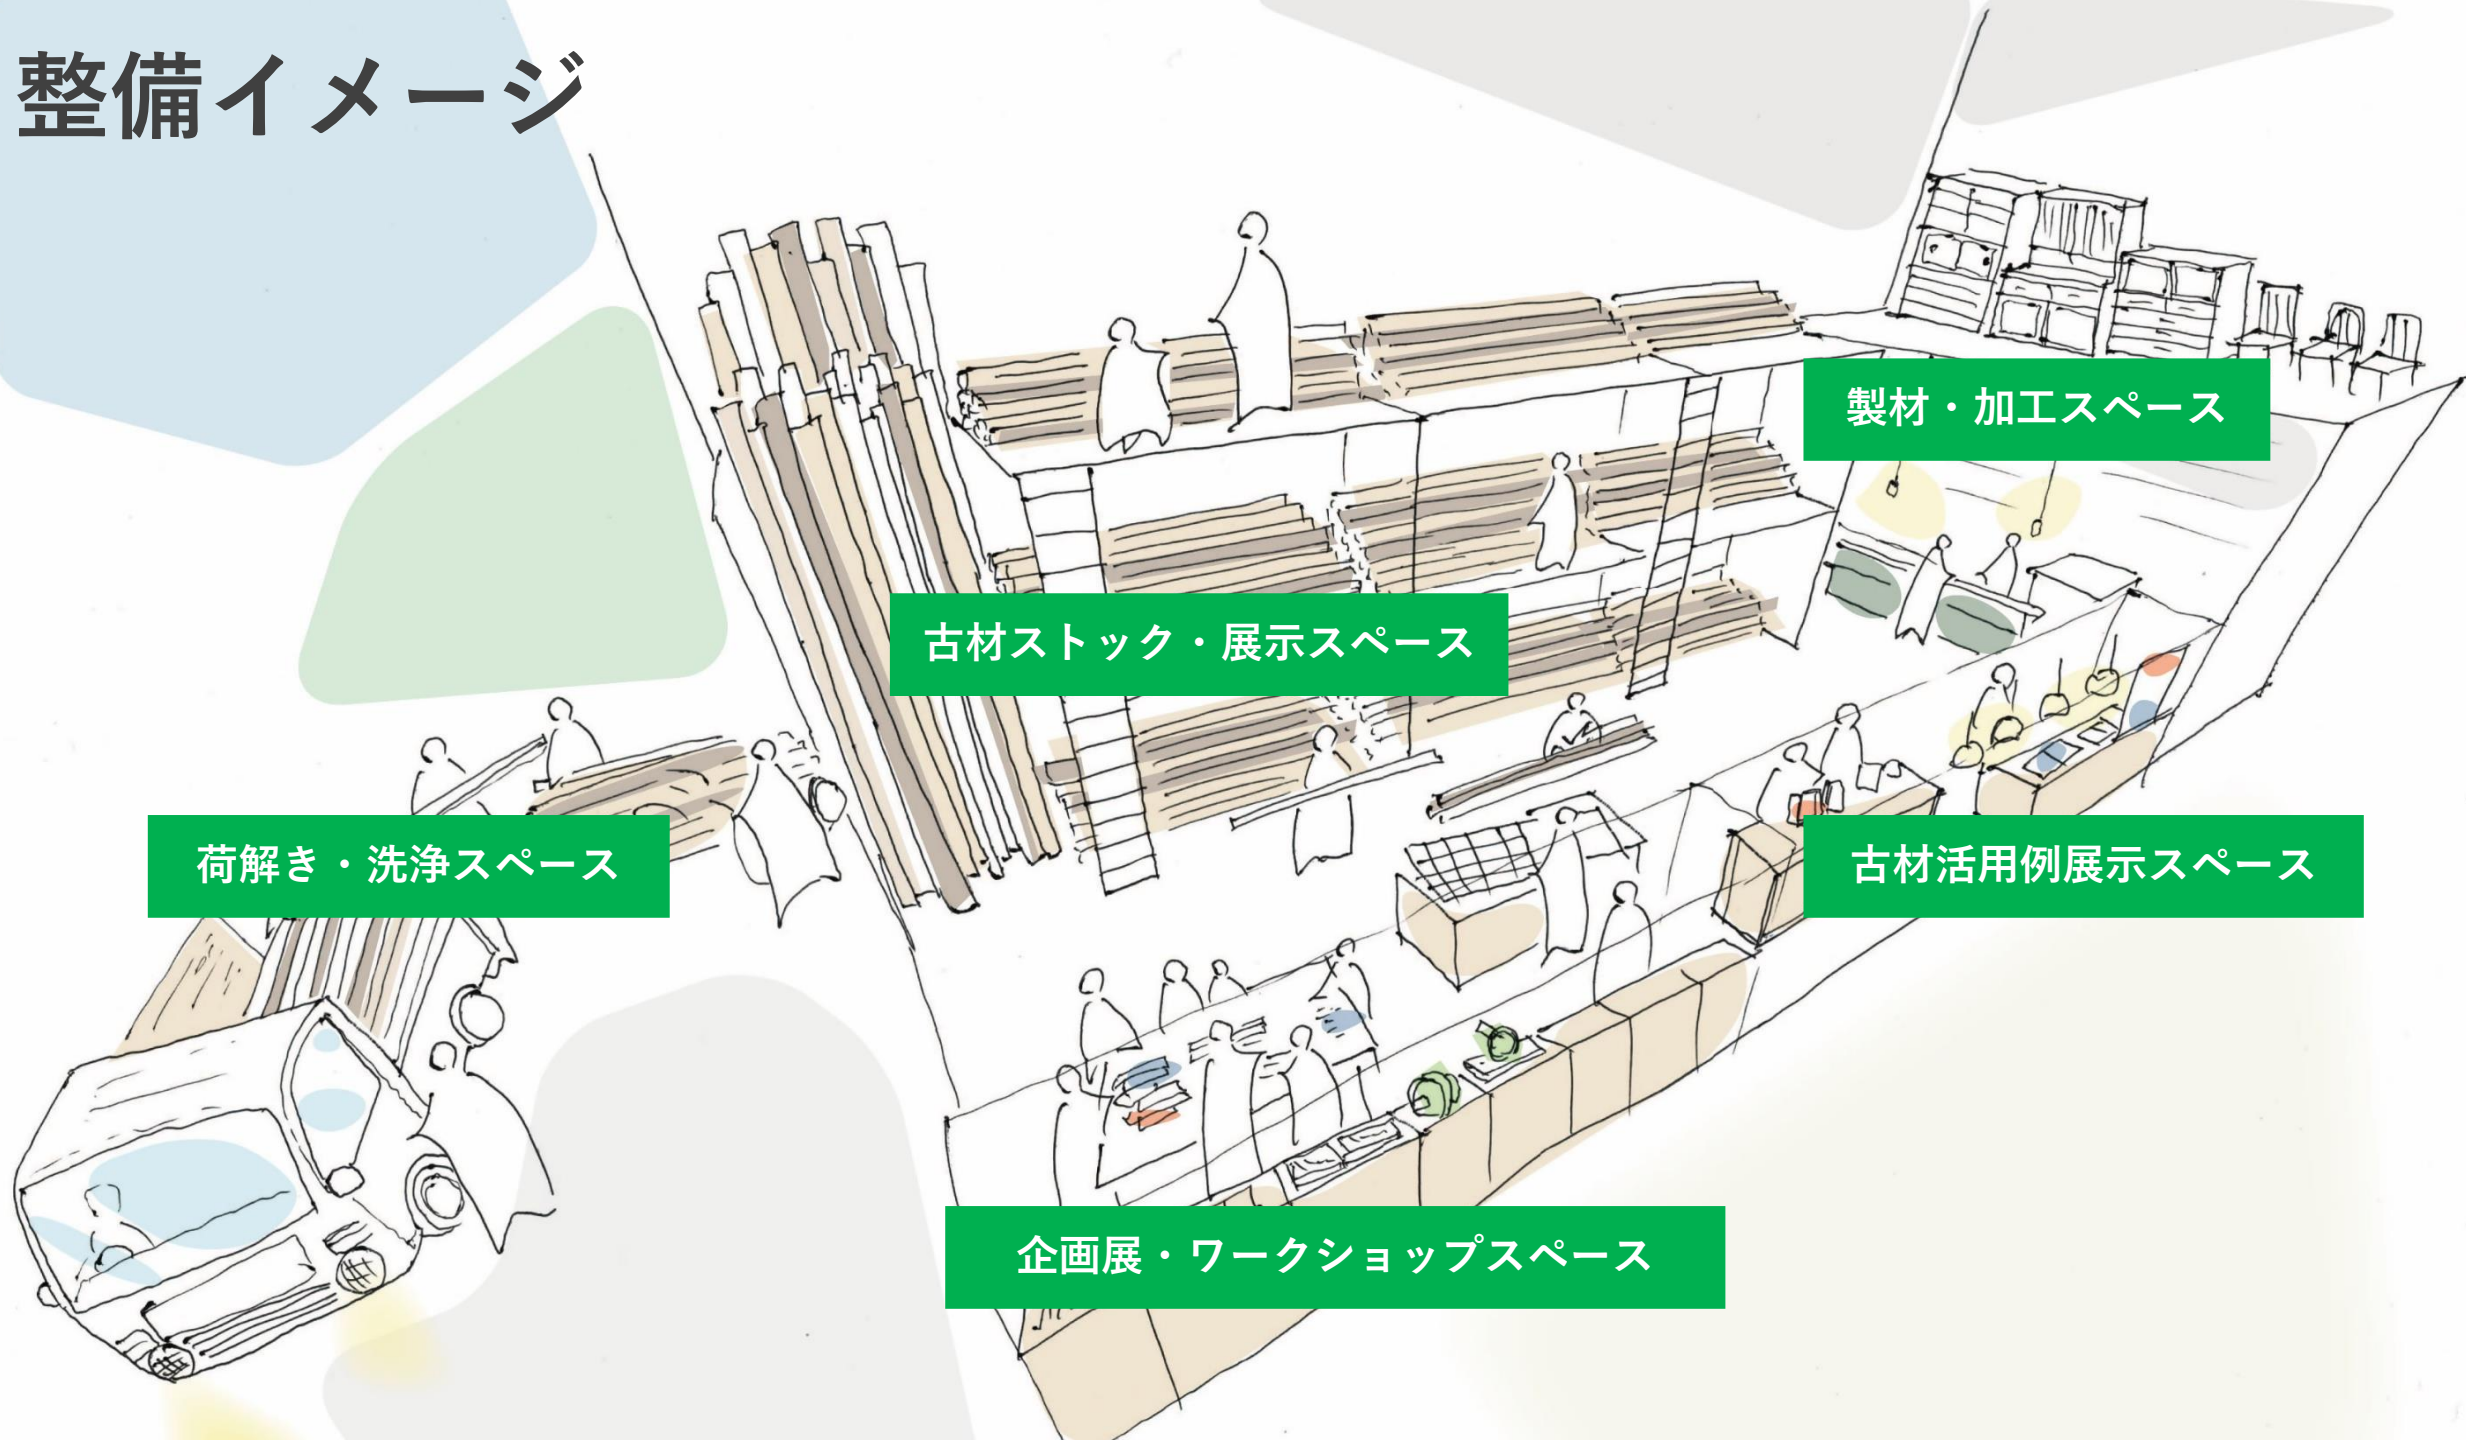 整備イメージ
製材・加工スペース
古材ストック・展示スペース
荷解き・洗浄スペース
古材活用例展示スペース
企画展・ワークショップスペース